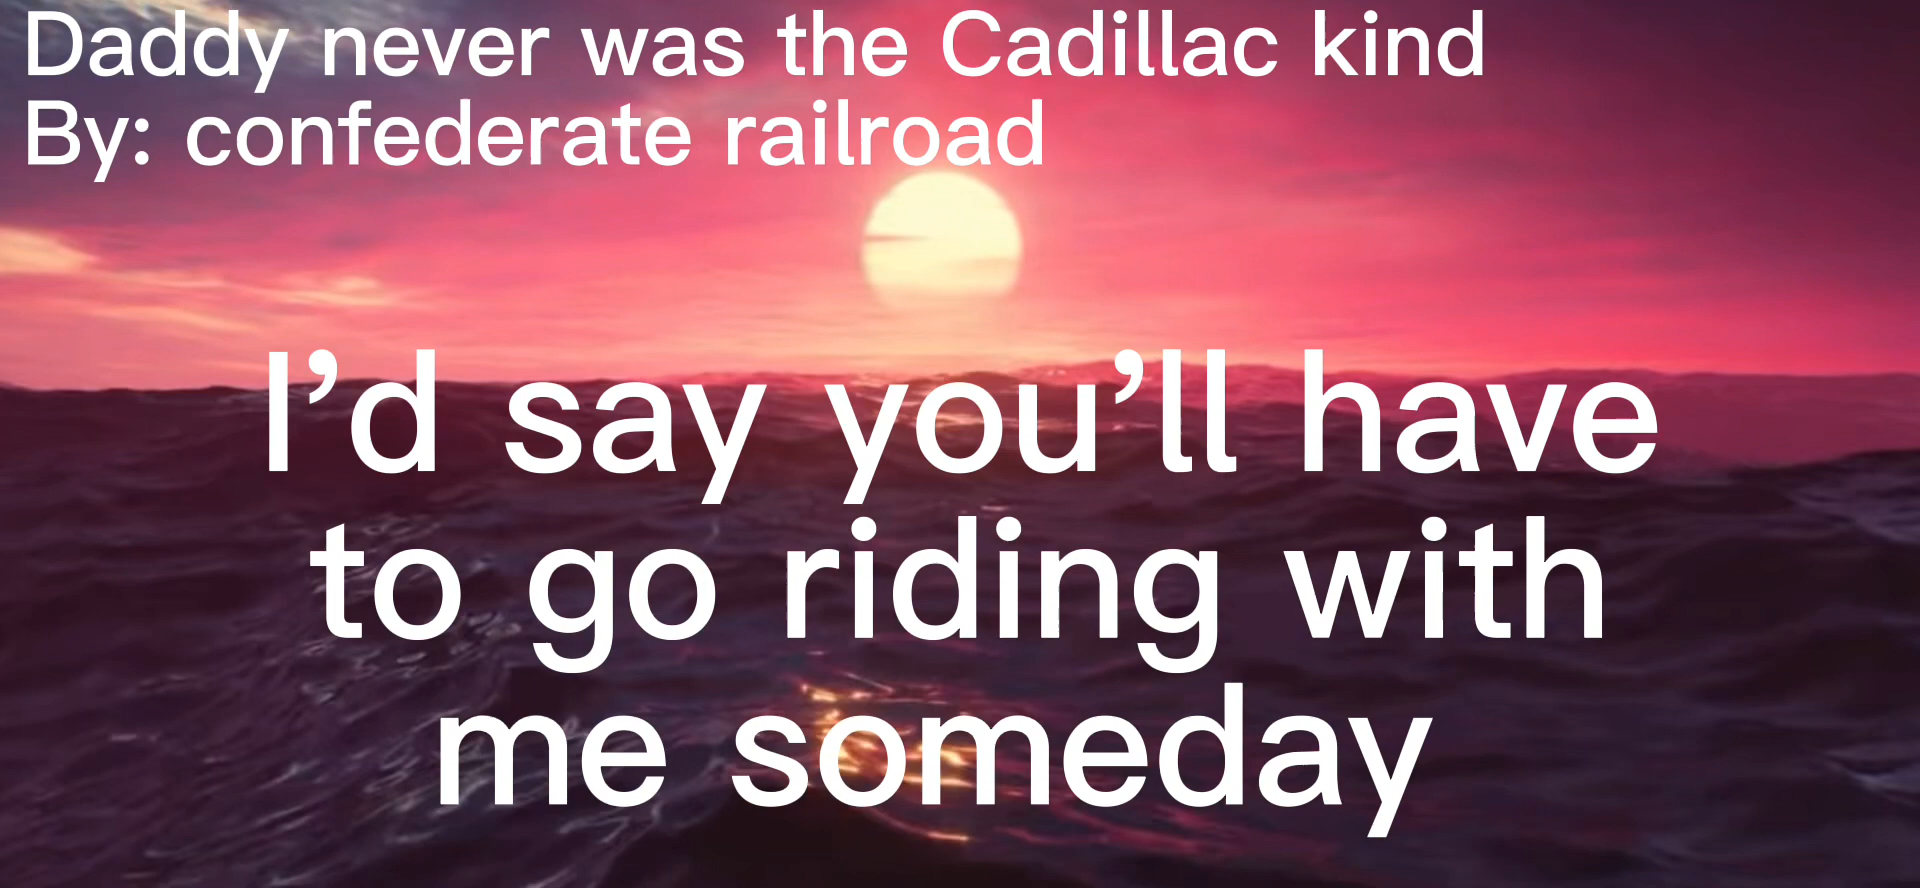 Daddy never was the Cadillac kind
By: confederate railroad
I’d say you’ll have
to go riding with
me someday